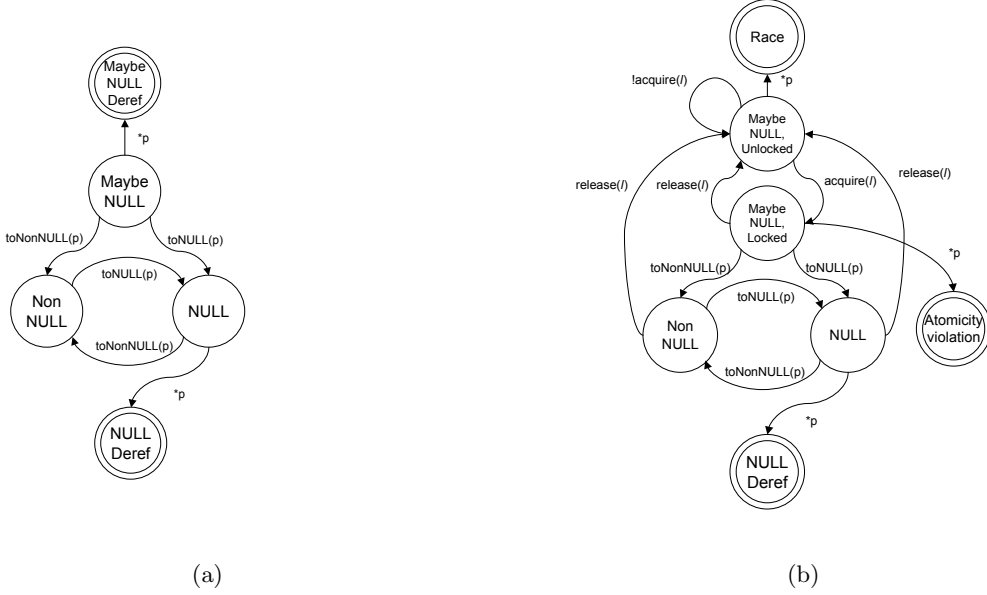 Maybe
NULL
Deref
*p
Maybe
NULL
toNonNULL(p)
toNULL(p)
toNULL(p)
Non
NULL
NULL
toNonNULL(p)
*p
NULL
Deref
(a)
Race
*p
!acquire(l)
Maybe
NULL,
Unlocked
release(l)
release(l)
acquire(l)
release(l)
Maybe
NULL,
Locked
*p
toNonNULL(p)
toNULL(p)
toNULL(p)
Non
NULL
NULL
Atomicity
violation
toNonNULL(p)
*p
NULL
Deref
(b)